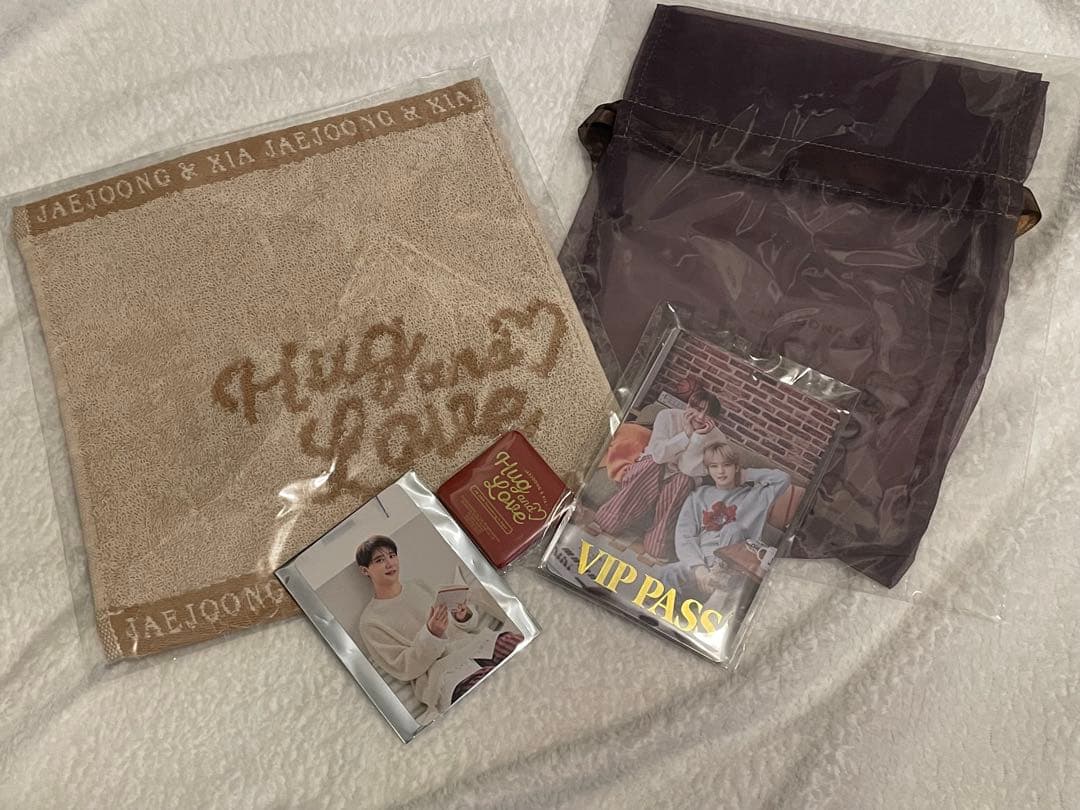 JAEJOONG & XIA JAEJOONG & XIA
Hug
and
Love
JAEJOONG
Hug
and
Love
VIP PASS